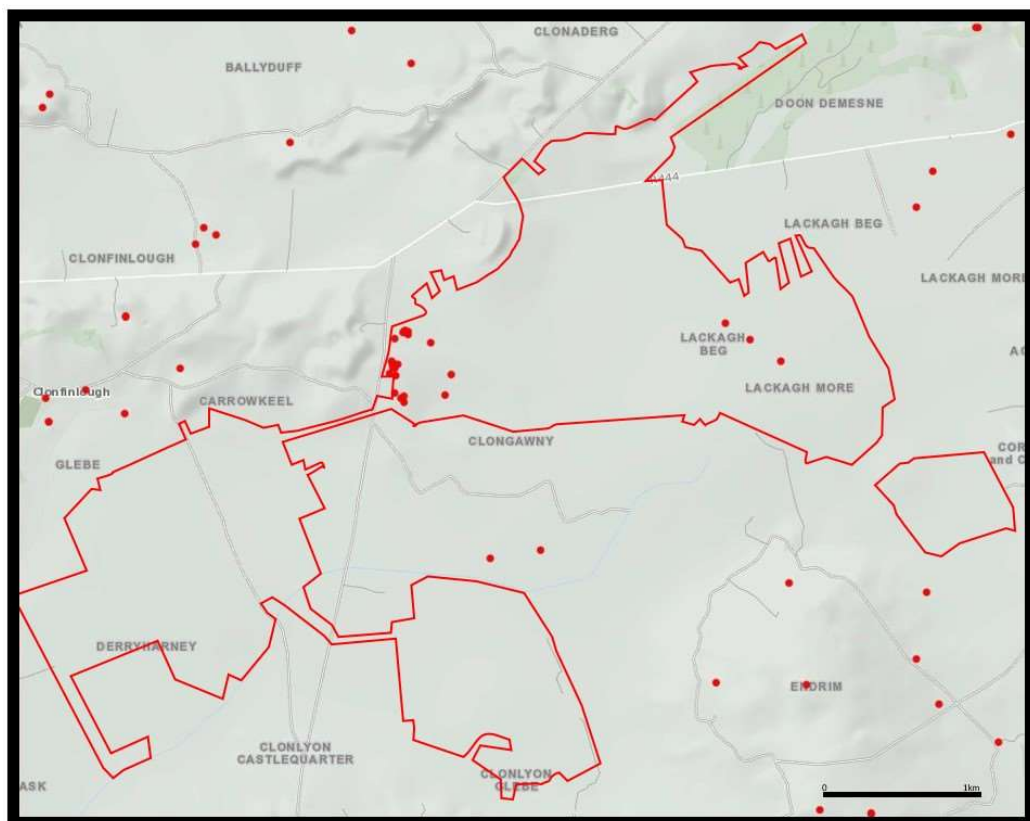 CLONADERG
BALLYDUFF
DOON DEMESNE
LACKAGH BEG
CLONFINLOUGH
LACKAGH MORE
LACKAGH
BEG
LACKAGH MORE
Clonfinlough
CARROWKEEL
CLONGAWNY
GLEBE
DERRYHARNEY
ENDRIM
CLONLYON
CASTLEQUARTER
CLONLYON
GLEBE
0 1km